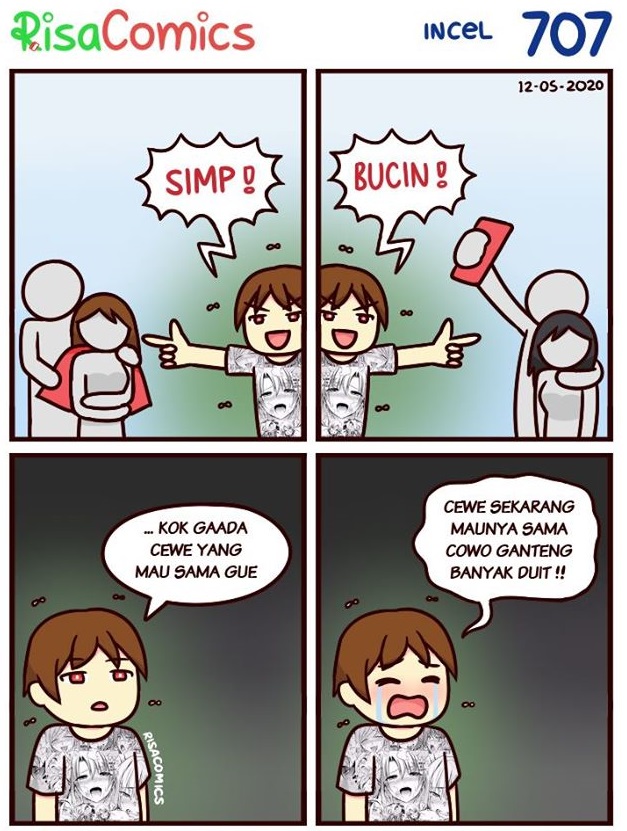 RisaComics
INCEL 707
12-05-2020
SIMP!
BUCIN!
... KOK GAADA
CEWE YANG
MAU SAMA GUE
RISACOMICS
CEWE SEKARANG
MAUNYA SAMA
COWO GANTENG
BANYAK DUIT !!